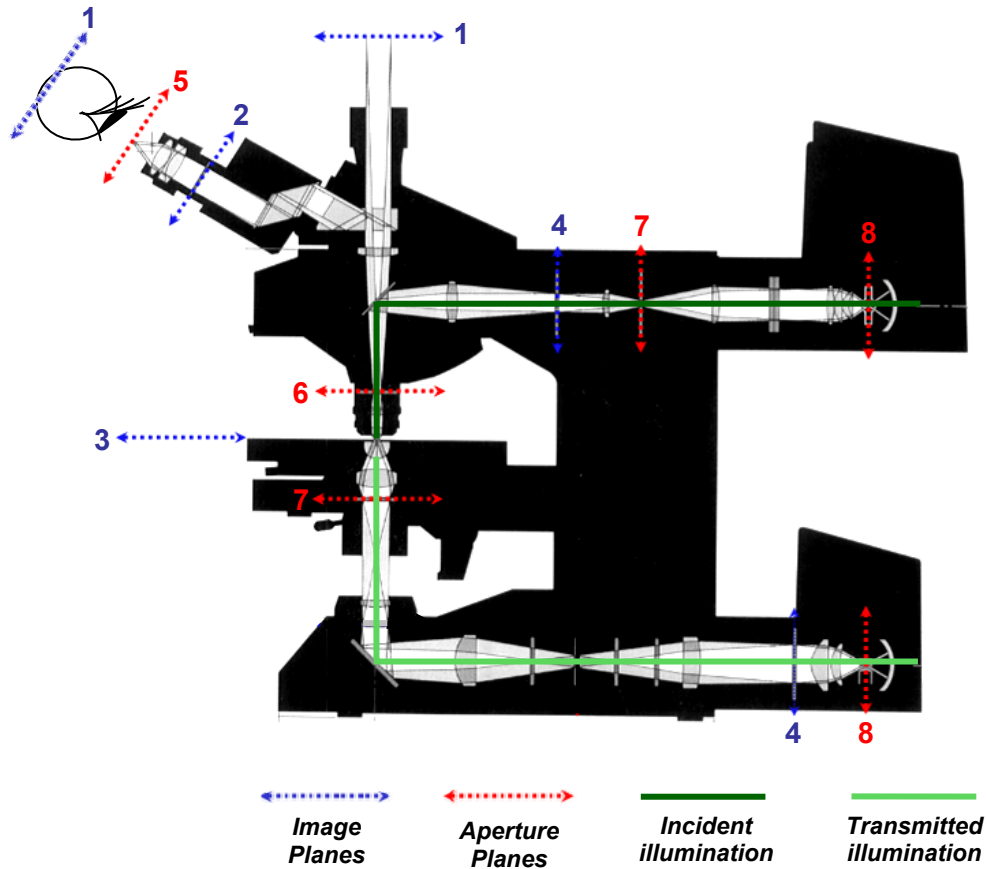 1
1
5
2
4
7
8
6
3
7
4
8
Image
Planes
Aperture
Planes
Incident
illumination
Transmitted
illumination